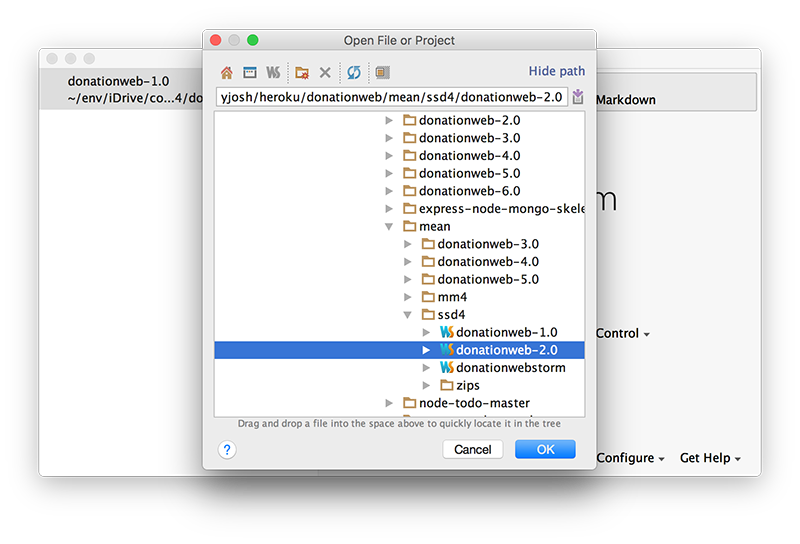 Open File or Project
donationweb-1.0
~/env/iDrive/co...4/do
Hide path
yjosh/heroku/donationweb/mean/ssd4/donationweb-2.0
Markdown
donationweb-2.0
donationweb-3.0
donationweb-4.0
donationweb-5.0
donationweb-6.0
express-node-mongo-skele
m
mean
donationweb-3.0
donationweb-4.0
donationweb-5.0
mm4
ssd4
WS donationweb-1.0
Control
WS donationweb-2.0
WS donationwebstorm
zips
node-todo-master
Drag and drop a file into the space above to quickly locate it in the tree
? Cancel OK
Configure Get Help